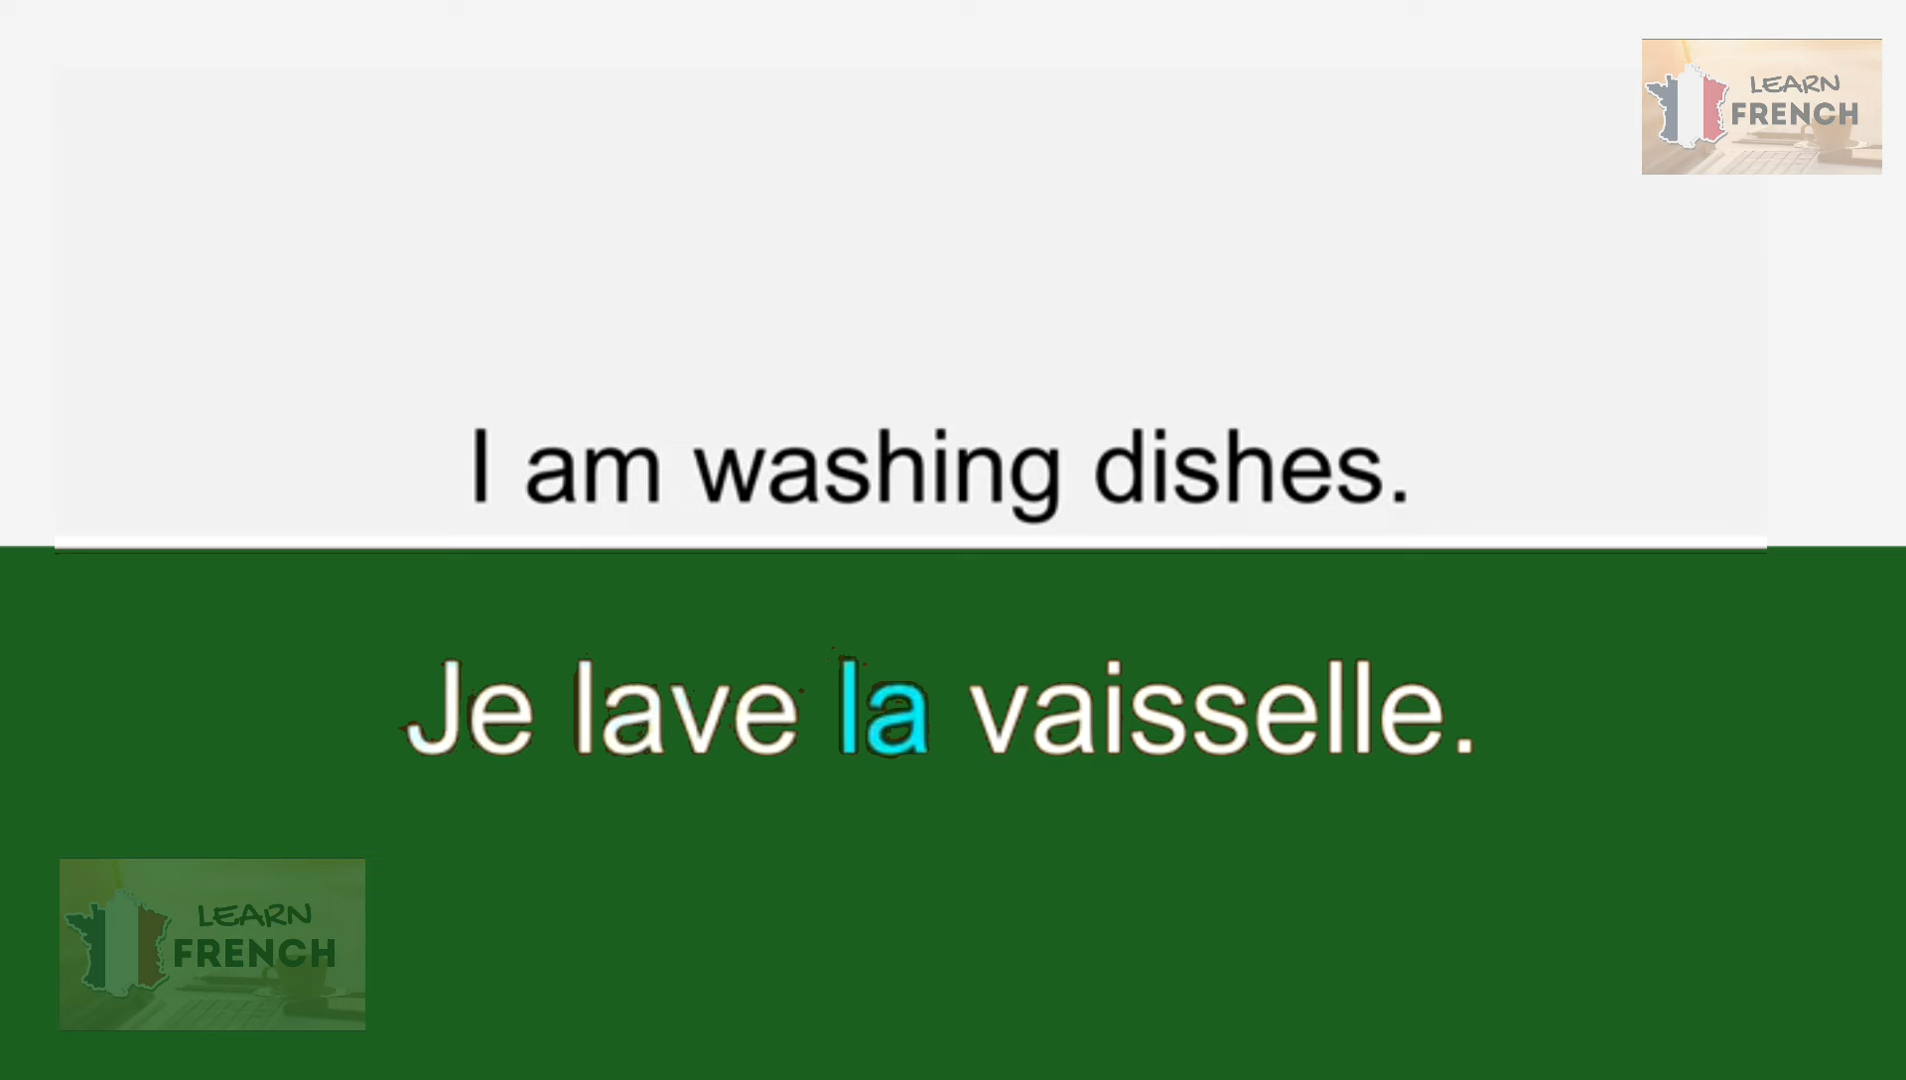 LEARN
FRENCH
I am washing dishes.
Je lave la vaisselle.
LEARN
FRENCH